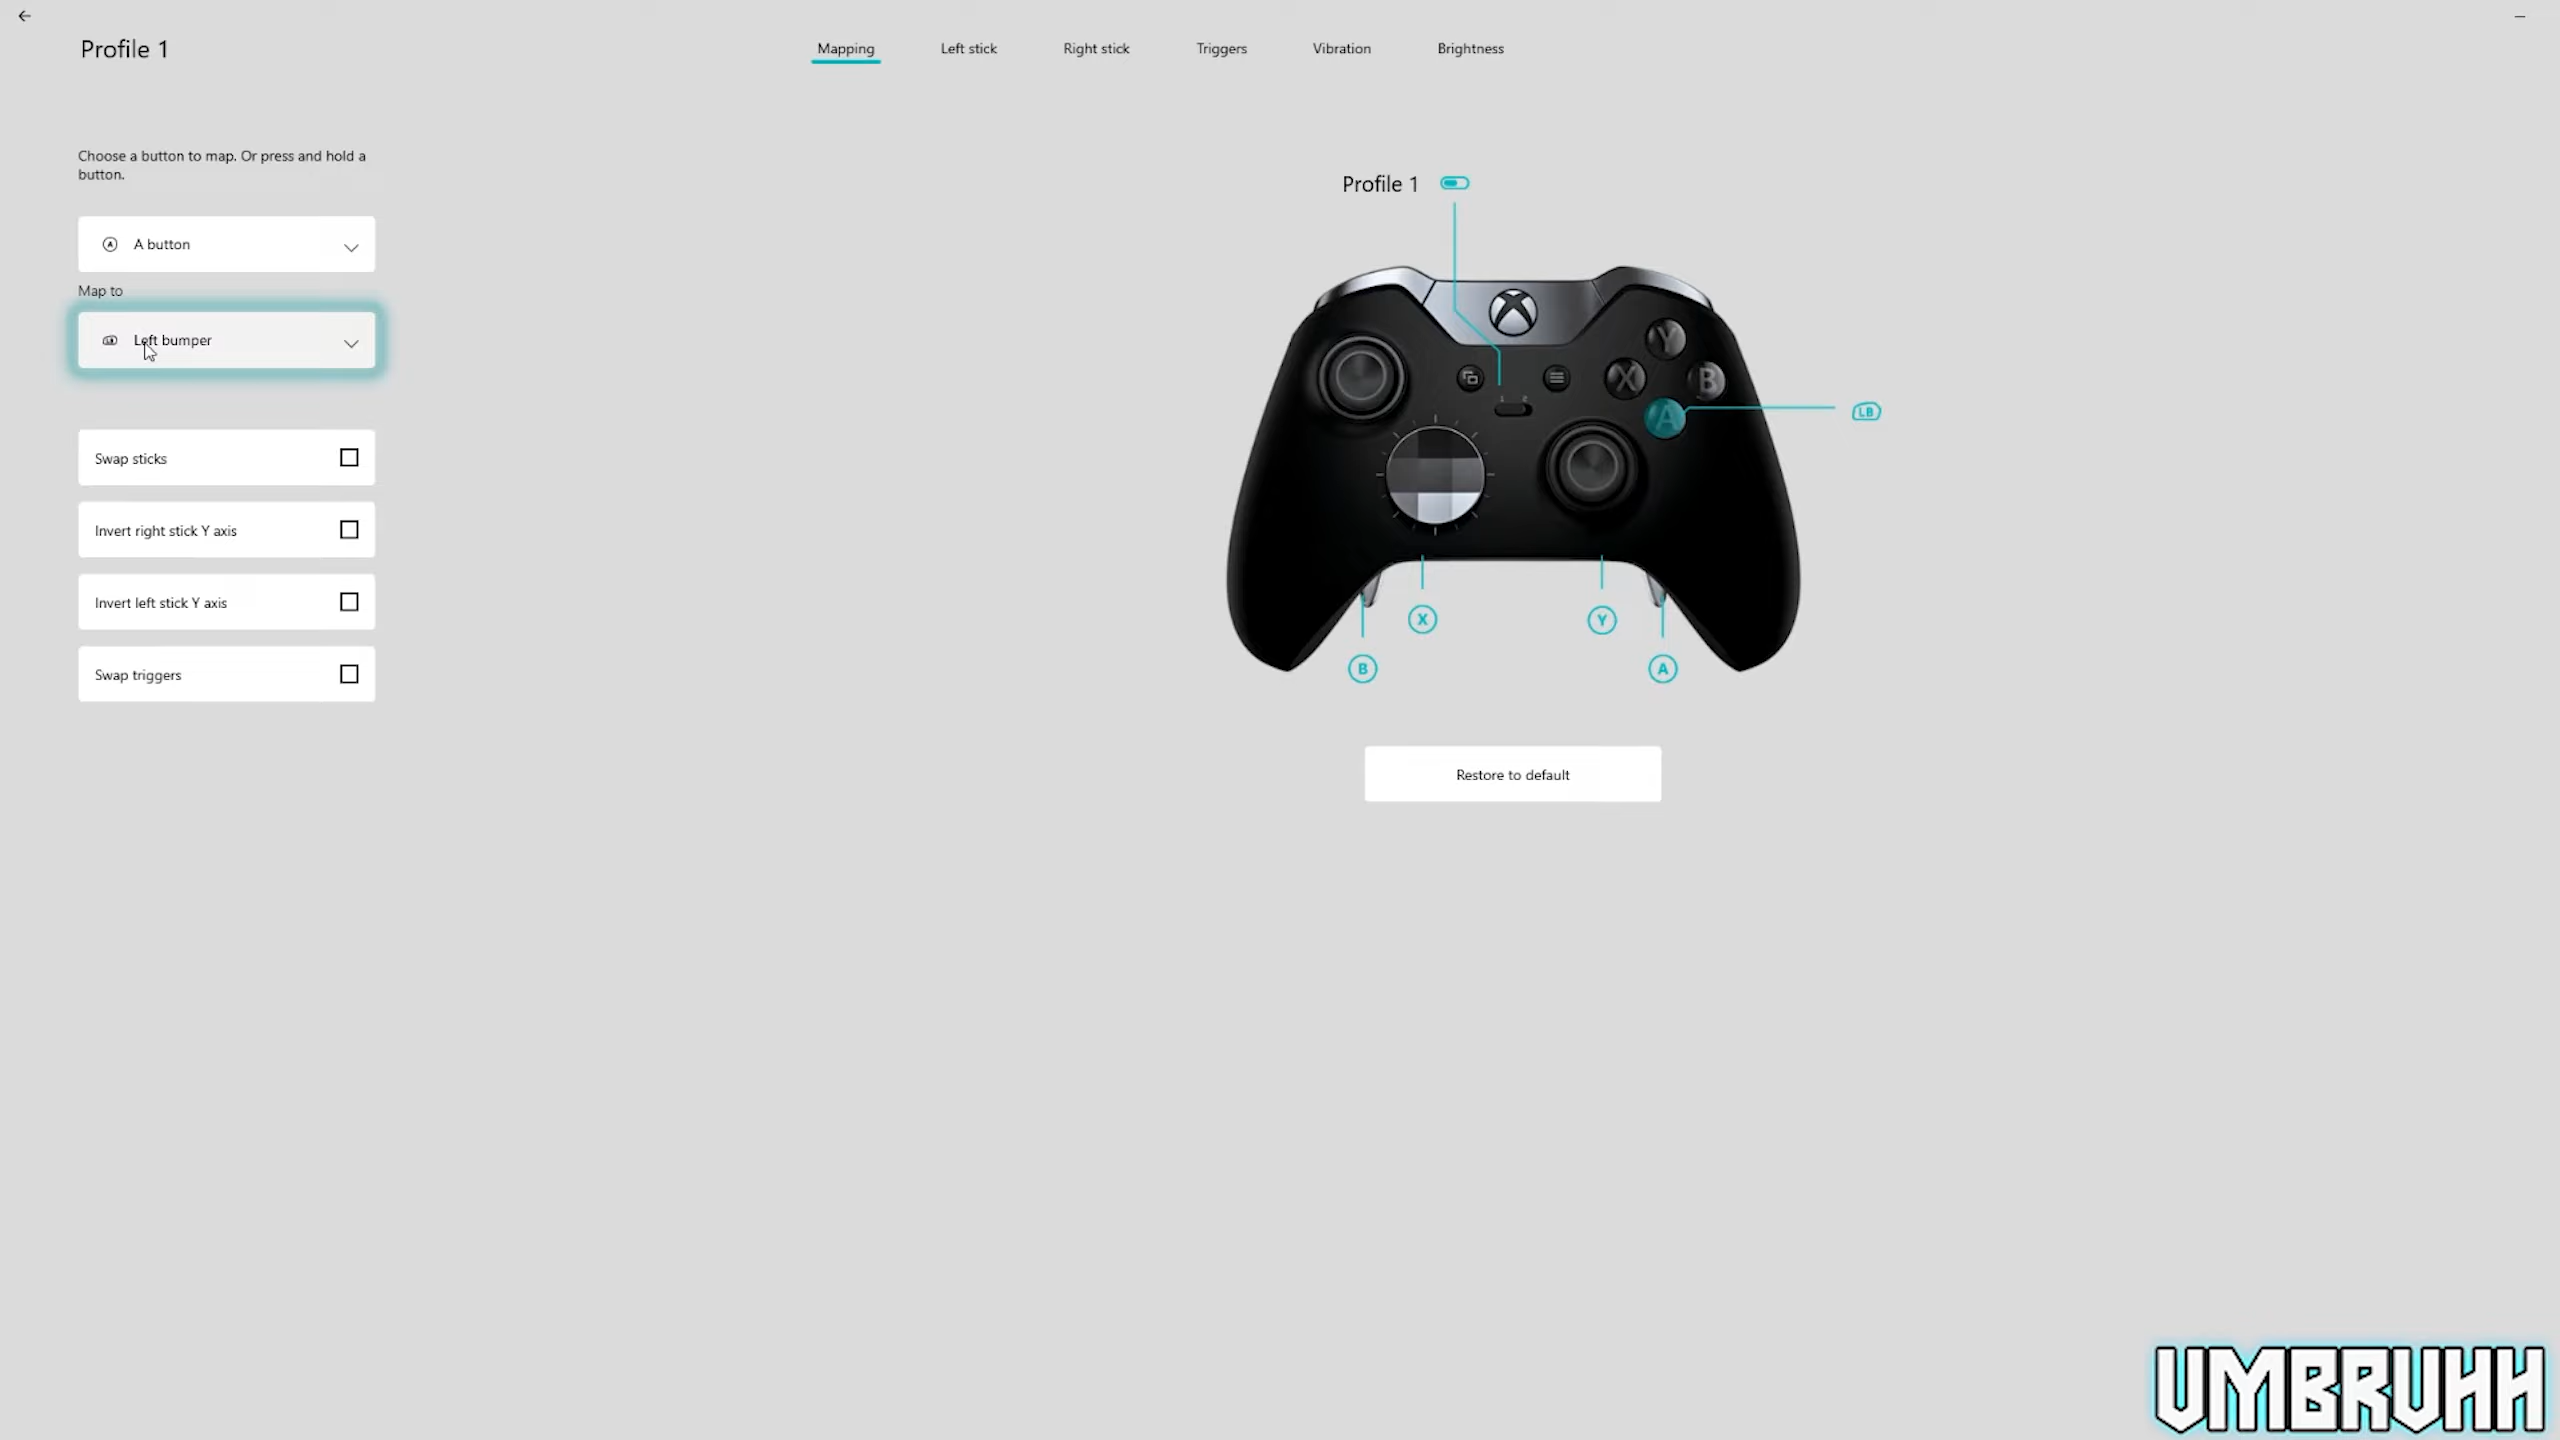 Profile 1
Mapping
Left stick
Right stick
Triggers
Vibration
Brightness
Choose a button to map. Or press and hold a
button.
A button
Map to
Left bumper
Swap sticks
Invert right stick Y axis
Invert left stick Y axis
Swap triggers
Profile 1
Y
X
B
A
LB
1 2
X
Y
B
A
Restore to default
UMBRUHH